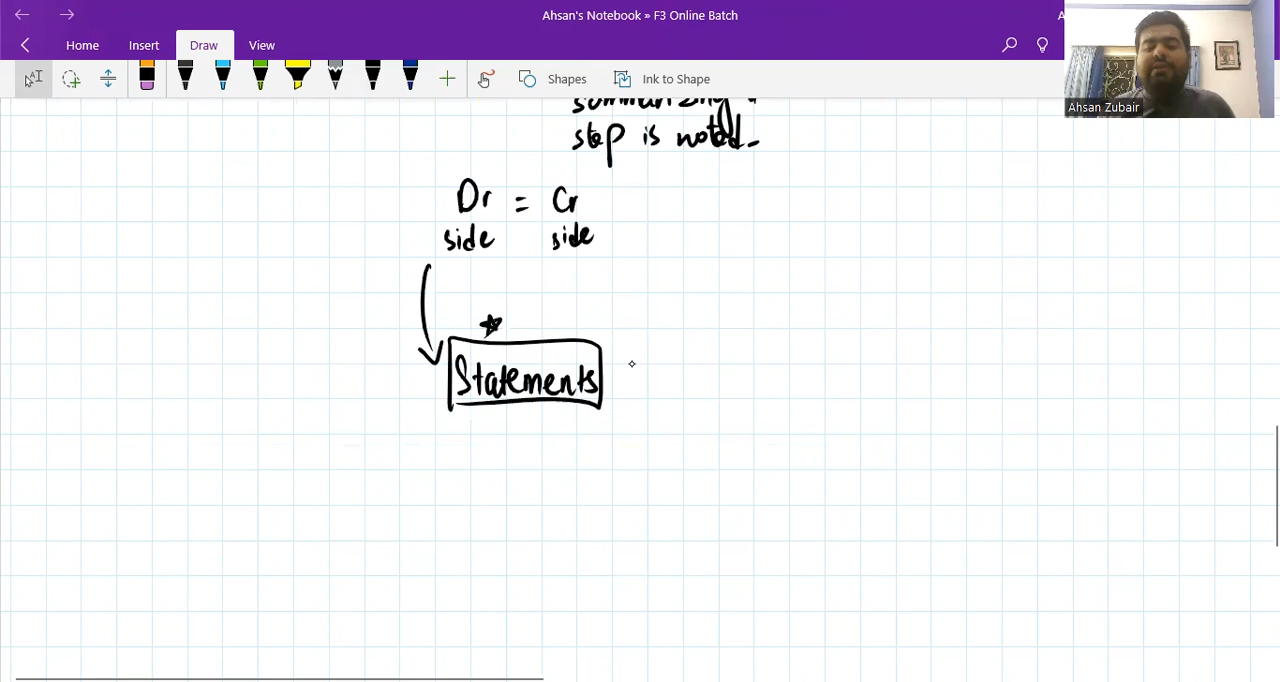 Ahsan's Notebook » F3 Online Batch
Home Insert Draw View
Shapes Ink to Shape
Ahsan Zubair
summarizing
step is noted.
Dr = Cr
side side
Statements